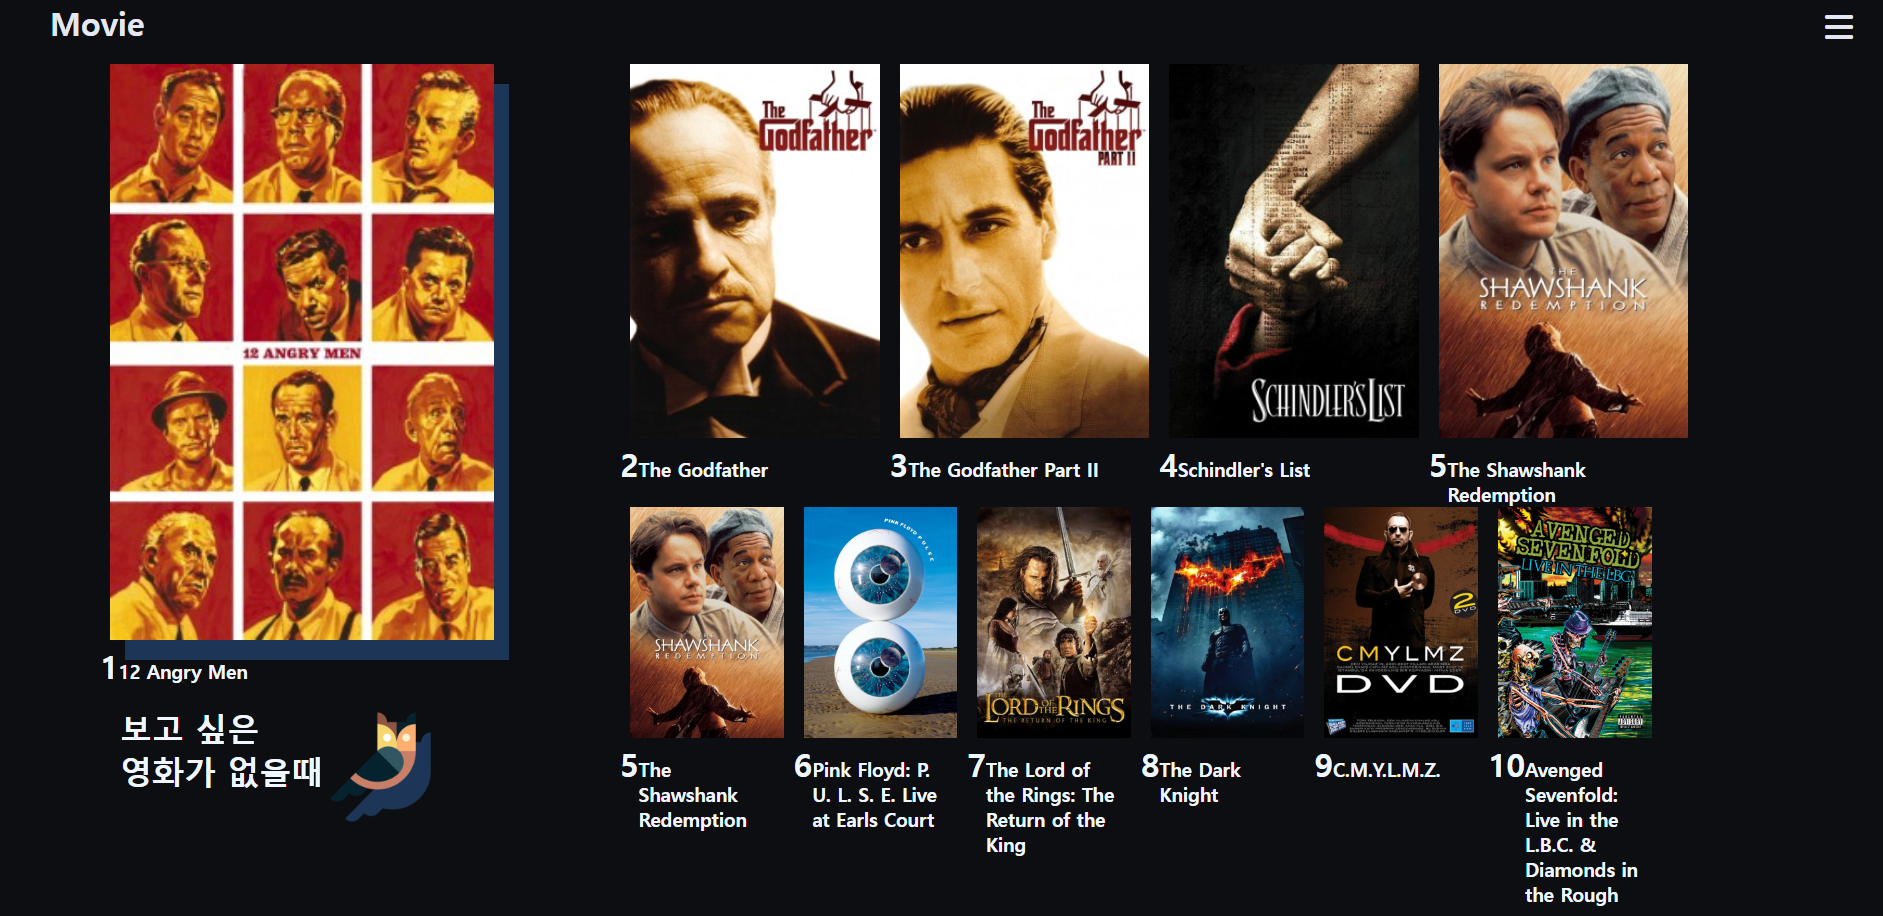 Movie
12 ANGRY MEN
1 12 Angry Men
보고 싶은
영화가 없을때
The
Godfather
2 The Godfather
The
Godfather
PART II
3 The Godfather Part II
SCHINDLER'S LIST
4 Schindler's List
THE
SHAWSHANK
REDEMPTION
5 The Shawshank
Redemption
THE
SHAWSHANK
REDEMPTION
5 The
Shawshank
Redemption
PINK FLOYD PULSE
6 Pink Floyd: P.
U. L. S. E. Live
at Earls Court
THE
LORD OF THE RINGS
THE RETURN OF THE KING
7 The Lord of
the Rings: The
Return of the
King
THE DARK KNIGHT
8 The Dark
Knight
2
DVD
CMYLMZ
DVD
9 C.M.Y.L.M.Z.
AVENGED
SEVENFOLD
LIVE IN THE LBC
10 Avenged
Sevenfold:
Live in the
L.B.C. &
Diamonds in
the Rough